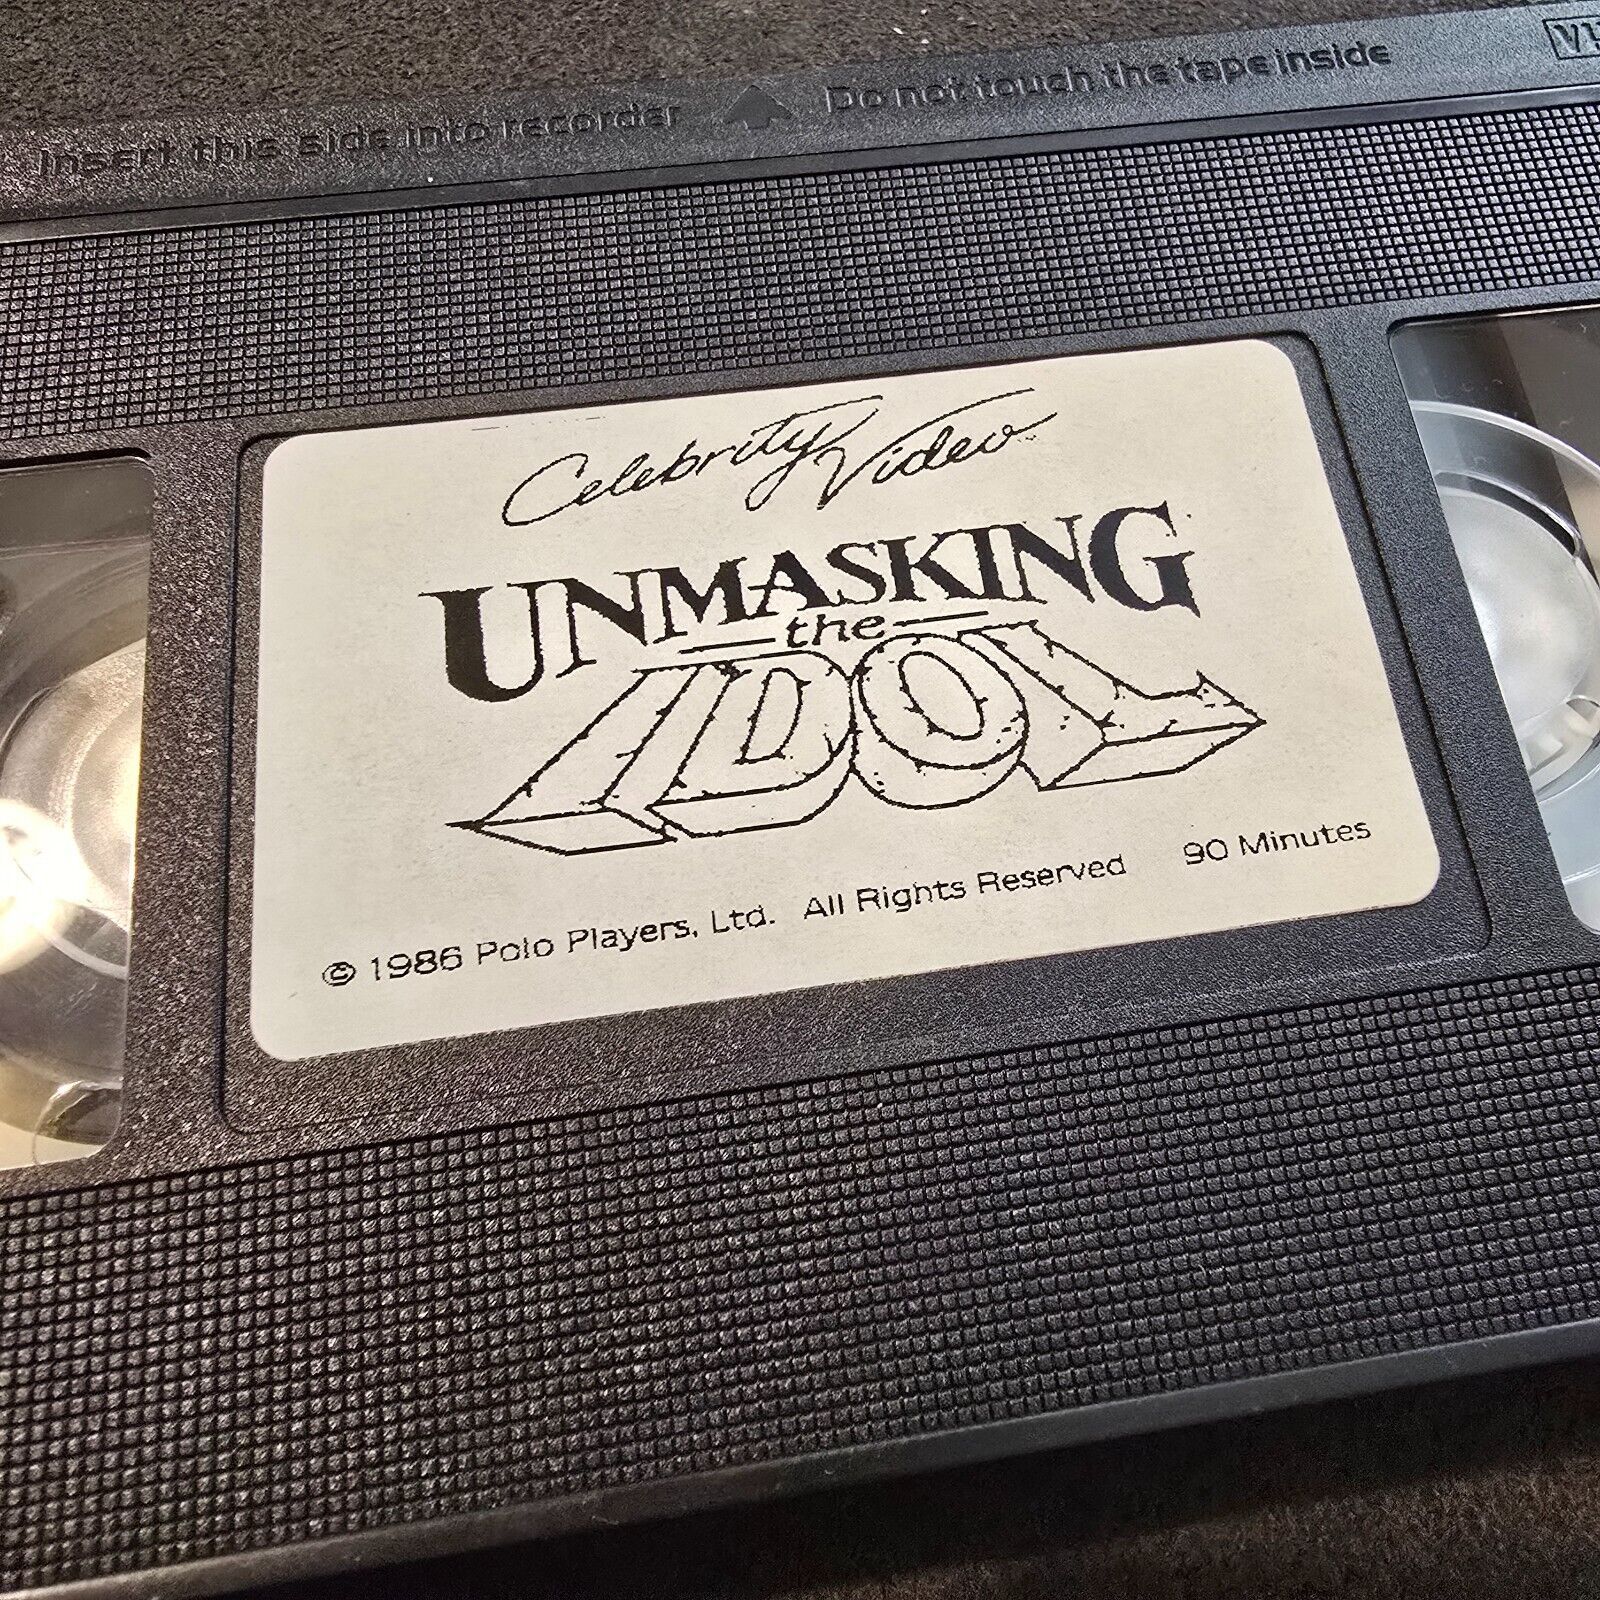 Insert this side into recorder
Do not touch the tape inside
Celebrity Video
UNMASKING
the
IDOL
© 1986 Polo Players, Ltd. All Rights Reserved 90 Minutes